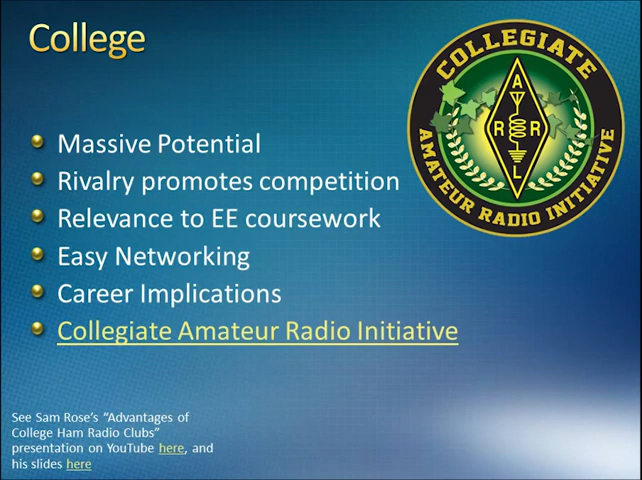 College
COLLEGIATE
A
R R
L
AMATEUR RADIO INITIATIVE
Massive Potential
Rivalry promotes competition
Relevance to EE coursework
Easy Networking
Career Implications
Collegiate Amateur Radio Initiative
See Sam Rose's “Advantages of
College Ham Radio Clubs”
presentation on YouTube here, and
his slides here